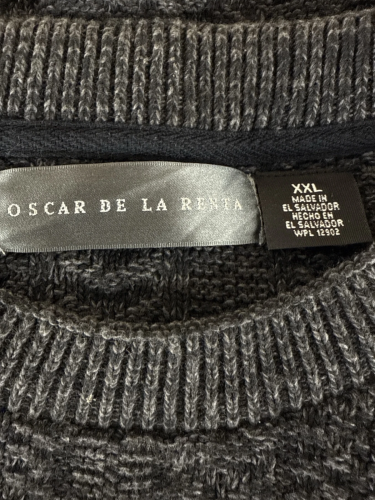 OSCAR DE LA RENTA
XXL
MADE IN
EL SALVADOR
HECHO EN
EL SALVADOR
WPL 12902